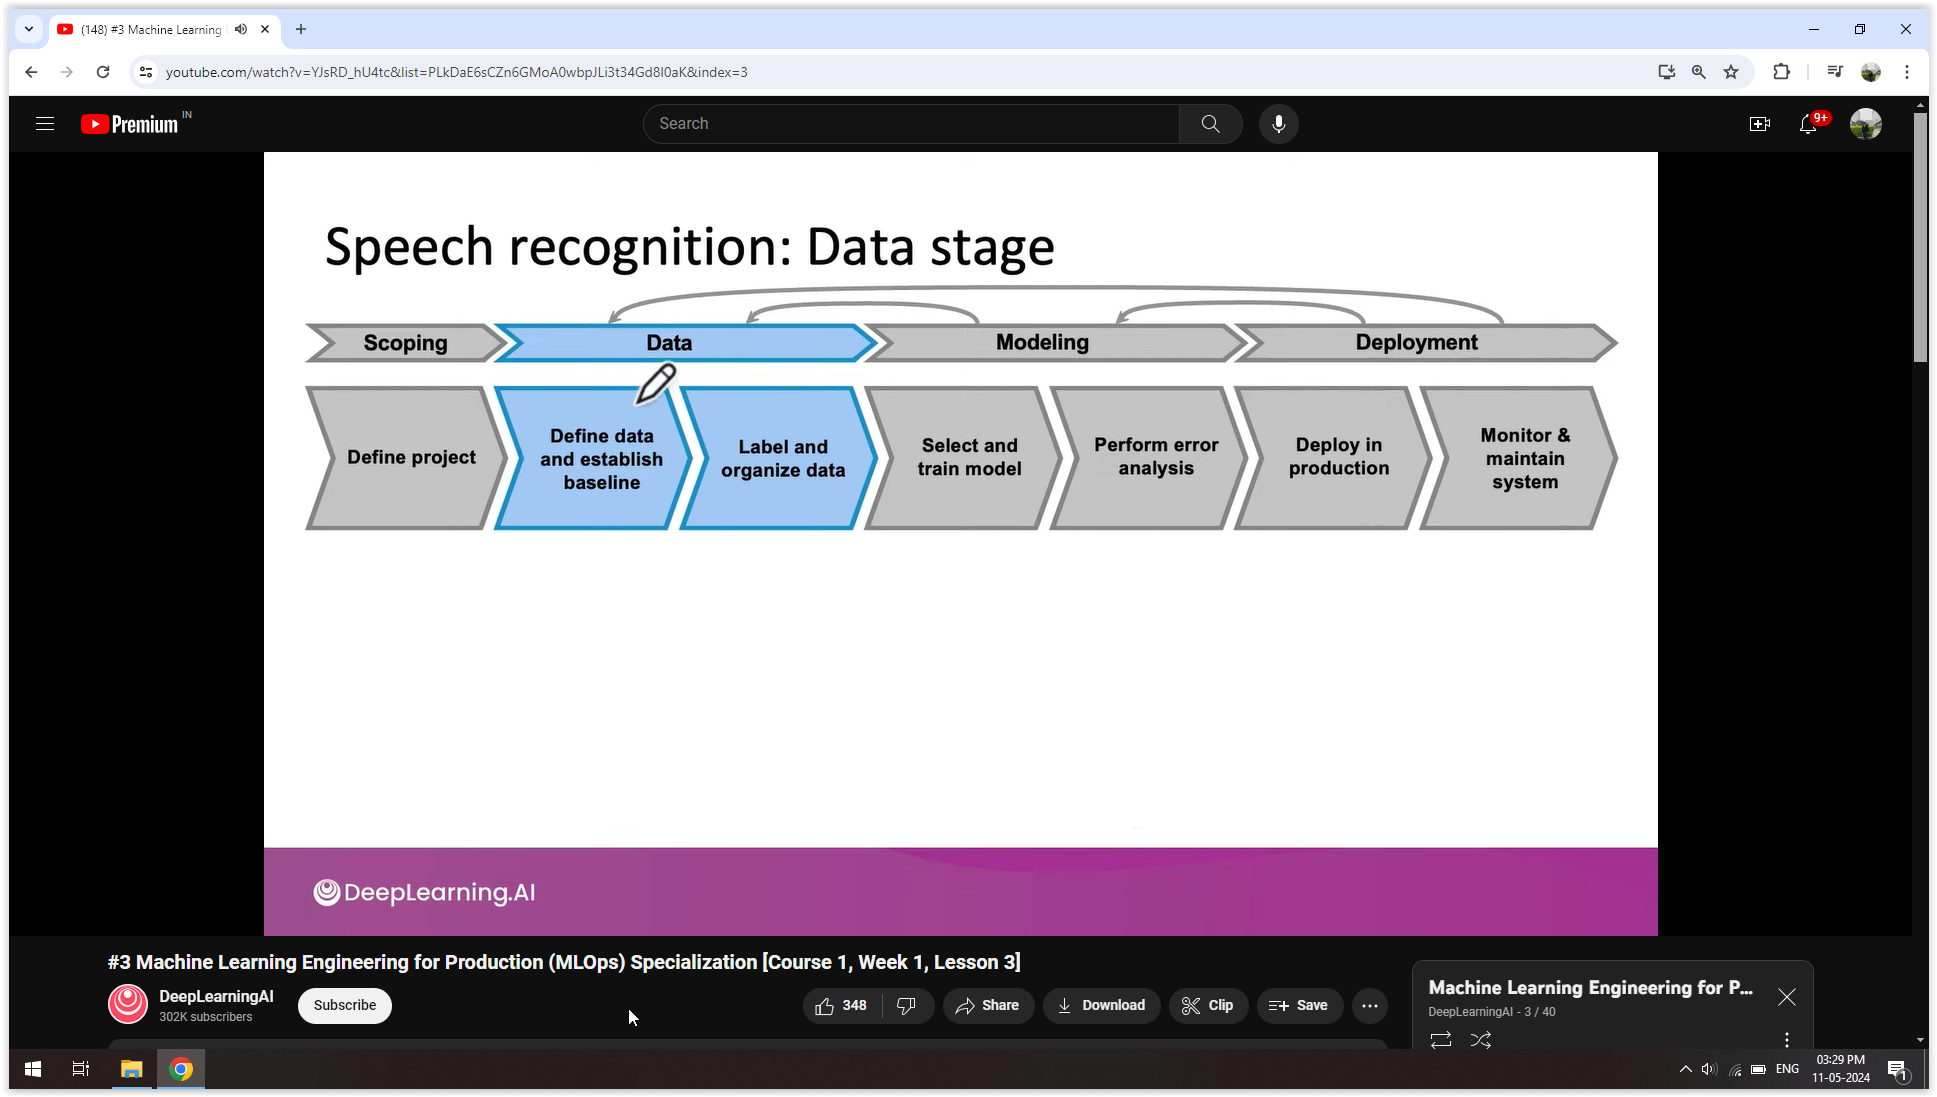 (148) #3 Machine Learning
youtube.com/watch?v=YJsRD_hU4tc&list=PLkDaE6sCZn6GMoA0wbpJLi3t34Gd8l0aK&index=3
Premium IN
Search
9+
Speech recognition: Data stage
Scoping Data Modeling Deployment
Define project
Define data
and establish
baseline
Label and
organize data
Select and
train model
Perform error
analysis
Deploy in
production
Monitor &
maintain
system
DeepLearning.AI
#3 Machine Learning Engineering for Production (MLOps) Specialization [Course 1, Week 1, Lesson 3]
DeepLearningAI
302K subscribers
Subscribe
348
Share
Download
Clip
Save
Machine Learning Engineering for P...
DeepLearningAI - 3 / 40
ENG
03:29 PM
11-05-2024
1